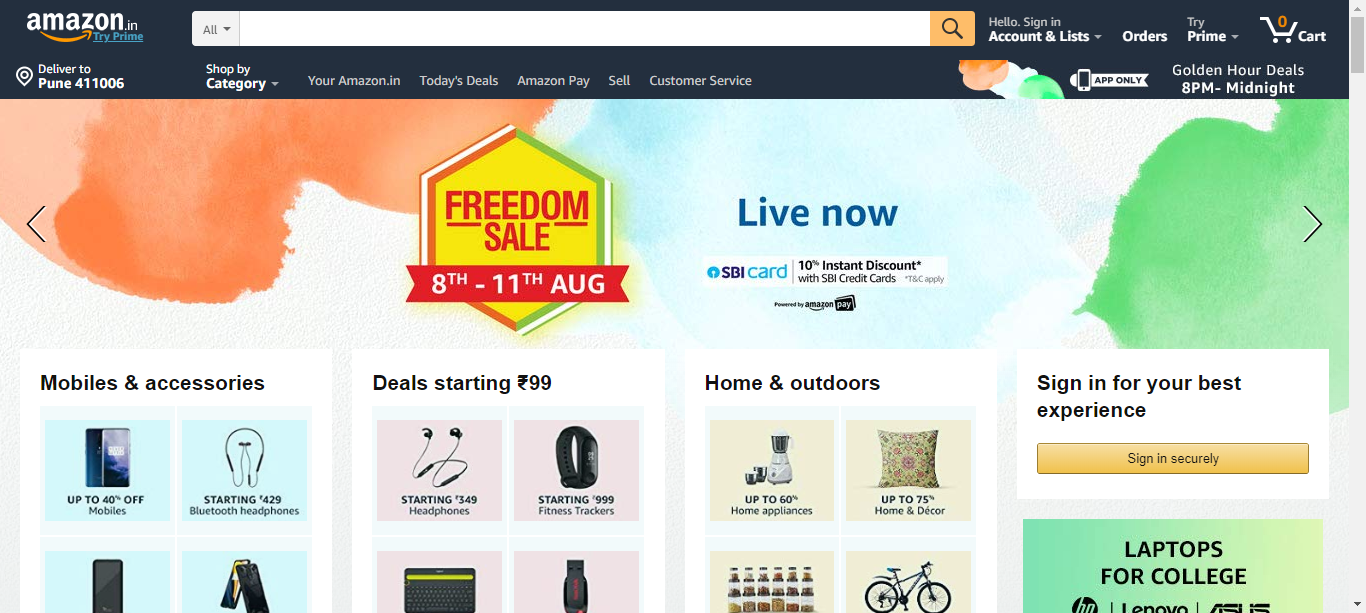 amazon.in
Try Prime
All
Hello. Sign in
Account & Lists
Orders
Try
Prime
0
Cart
Deliver to
Pune 411006
Shop by
Category
Your Amazon.in
Today's Deals
Amazon Pay
Sell
Customer Service
APP ONLY
Golden Hour Deals
8PM- Midnight
FREEDOM
SALE
8TH - 11TH AUG
Live now
SBI card
10% Instant Discount*
with SBI Credit Cards *T&C apply
Powered by amazon pay
Mobiles & accessories
UP TO 40% OFF
Mobiles
STARTING ₹429
Bluetooth headphones
Deals starting ₹99
STARTING ₹349
Headphones
STARTING ₹999
Fitness Trackers
Home & outdoors
UP TO 60%
Home appliances
UP TO 75%
Home & Décor
Sign in for your best
experience
Sign in securely
LAPTOPS
FOR COLLEGE
hp | Lenovo | ASUS